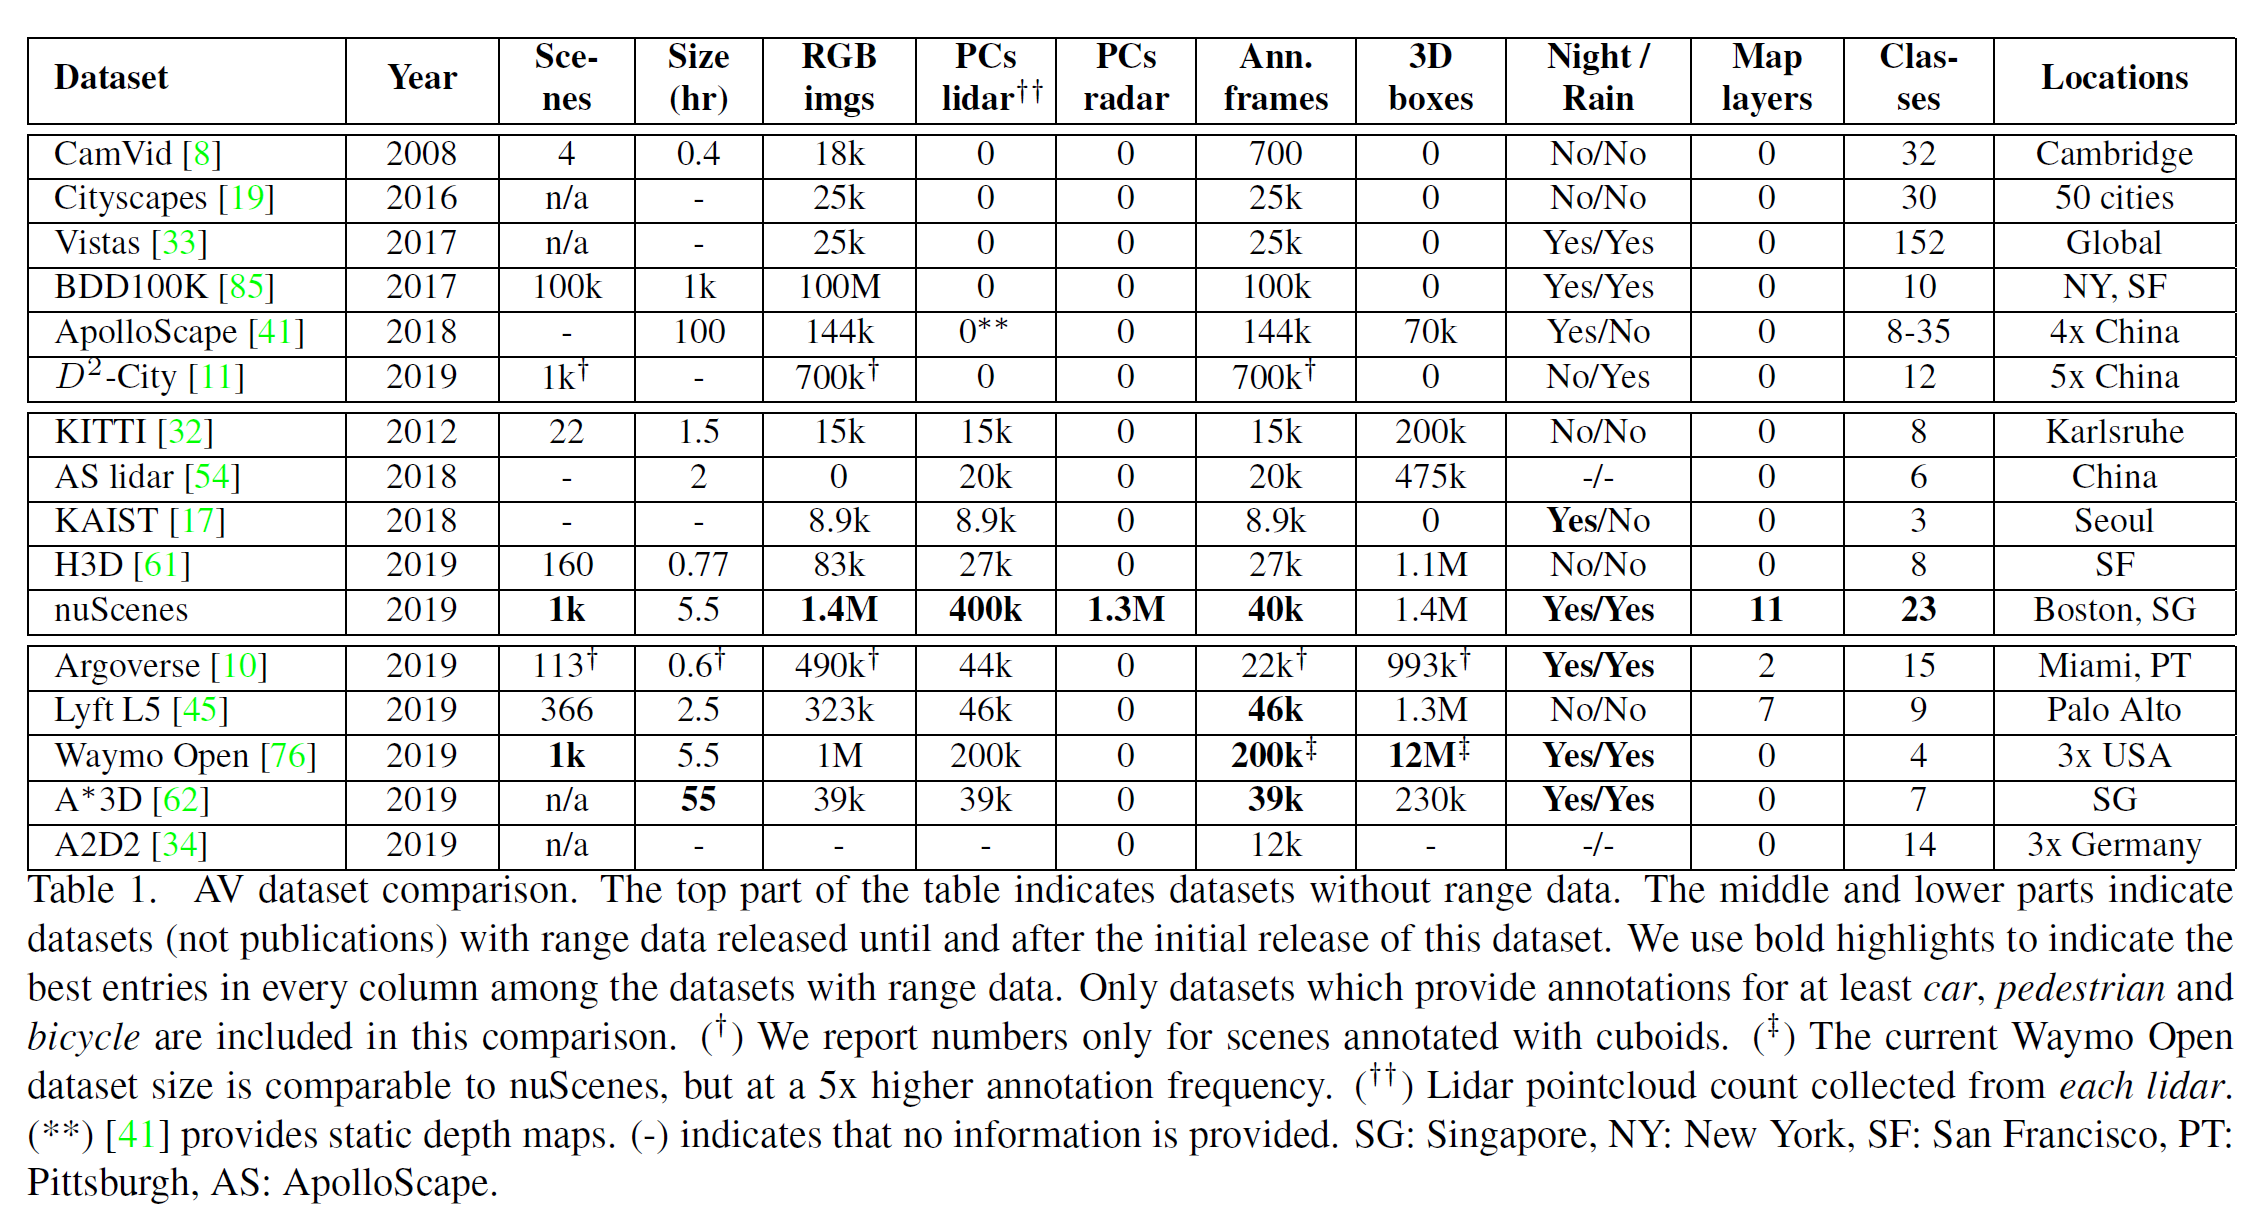 Dataset Year Sce-nes Size (hr) RGB imgs PCs lidar†† PCs radar Ann. frames 3D boxes Night / Rain Map layers Clas-ses Locations
CamVid [8] 2008 4 0.4 18k 0 0 700 0 No/No 0 32 Cambridge
Cityscapes [19] 2016 n/a - 25k 0 0 25k 0 No/No 0 30 50 cities
Vistas [33] 2017 n/a - 25k 0 0 25k 0 Yes/Yes 0 152 Global
BDD100K [85] 2017 100k 1k 100M 0 0 100k 0 Yes/Yes 0 10 NY, SF
ApolloScape [41] 2018 - 100 144k 0** 0 144k 70k Yes/No 0 8-35 4x China
D²-City [11] 2019 1k† - 700k† 0 0 700k† 0 No/Yes 0 12 5x China
KITTI [32] 2012 22 1.5 15k 15k 0 15k 200k No/No 0 8 Karlsruhe
AS lidar [54] 2018 - 2 0 20k 0 20k 475k -/- 0 6 China
KAIST [17] 2018 - - 8.9k 8.9k 0 8.9k 0 Yes/No 0 3 Seoul
H3D [61] 2019 160 0.77 83k 27k 0 27k 1.1M No/No 0 8 SF
nuScenes 2019 1k 5.5 1.4M 400k 1.3M 40k 1.4M Yes/Yes 11 23 Boston, SG
Argoverse [10] 2019 113† 0.6† 490k† 44k 0 22k† 993k† Yes/Yes 2 15 Miami, PT
Lyft L5 [45] 2019 366 2.5 323k 46k 0 46k 1.3M No/No 7 9 Palo Alto
Waymo Open [76] 2019 1k 5.5 1M 200k 0 200k‡ 12M‡ Yes/Yes 0 4 3x USA
A*3D [62] 2019 n/a 55 39k 39k 0 39k 230k Yes/Yes 0 7 SG
A2D2 [34] 2019 n/a - - - 0 12k - -/- 0 14 3x Germany
Table 1. AV dataset comparison. The top part of the table indicates datasets without range data. The middle and lower parts indicate
datasets (not publications) with range data released until and after the initial release of this dataset. We use bold highlights to indicate the
best entries in every column among the datasets with range data. Only datasets which provide annotations for at least car, pedestrian and
bicycle are included in this comparison. (†) We report numbers only for scenes annotated with cuboids. (‡) The current Waymo Open
dataset size is comparable to nuScenes, but at a 5x higher annotation frequency. (††) Lidar pointcloud count collected from each lidar.
(**) [41] provides static depth maps. (-) indicates that no information is provided. SG: Singapore, NY: New York, SF: San Francisco, PT:
Pittsburgh, AS: ApolloScape.